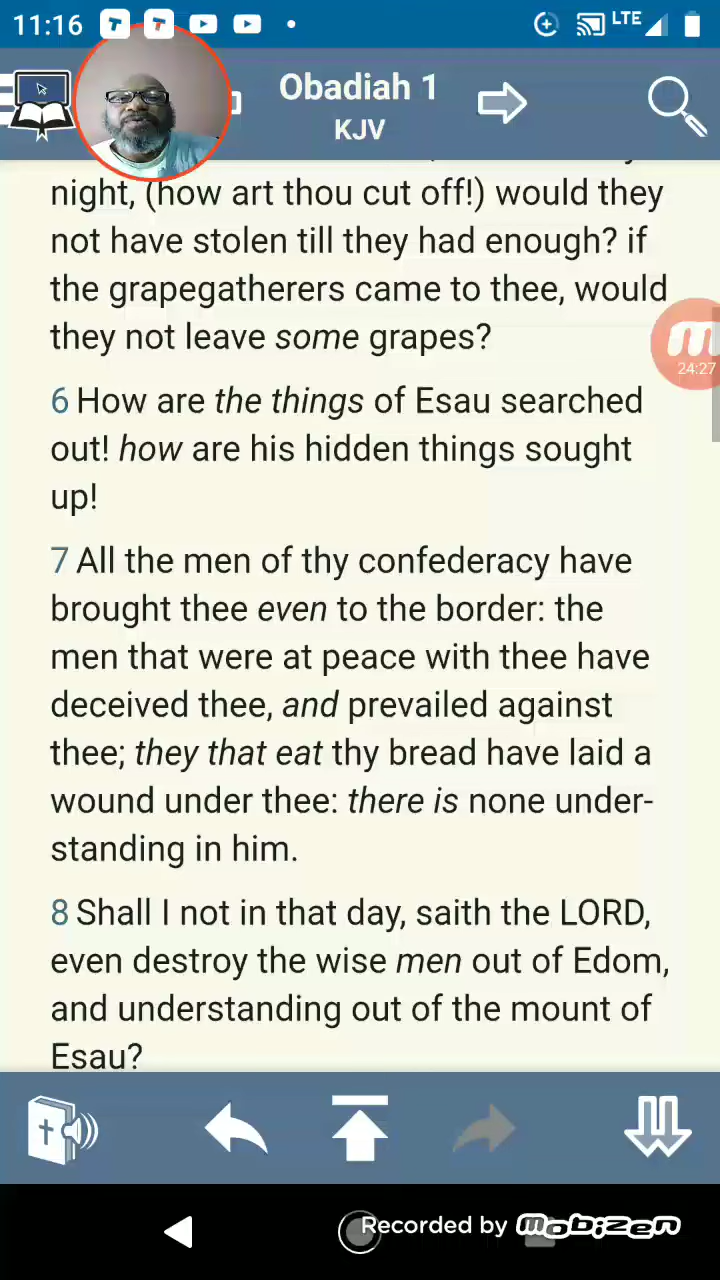 11:16
LTE
Obadiah 1
KJV
night, (how art thou cut off!) would they
not have stolen till they had enough? if
the grapegatherers came to thee, would
they not leave some grapes?
24:27
6 How are the things of Esau searched
out! how are his hidden things sought
up!
7 All the men of thy confederacy have
brought thee even to the border: the
men that were at peace with thee have
deceived thee, and prevailed against
thee; they that eat thy bread have laid a
wound under thee: there is none under-
standing in him.
8 Shall I not in that day, saith the LORD,
even destroy the wise men out of Edom,
and understanding out of the mount of
Esau?
Recorded by mobizen